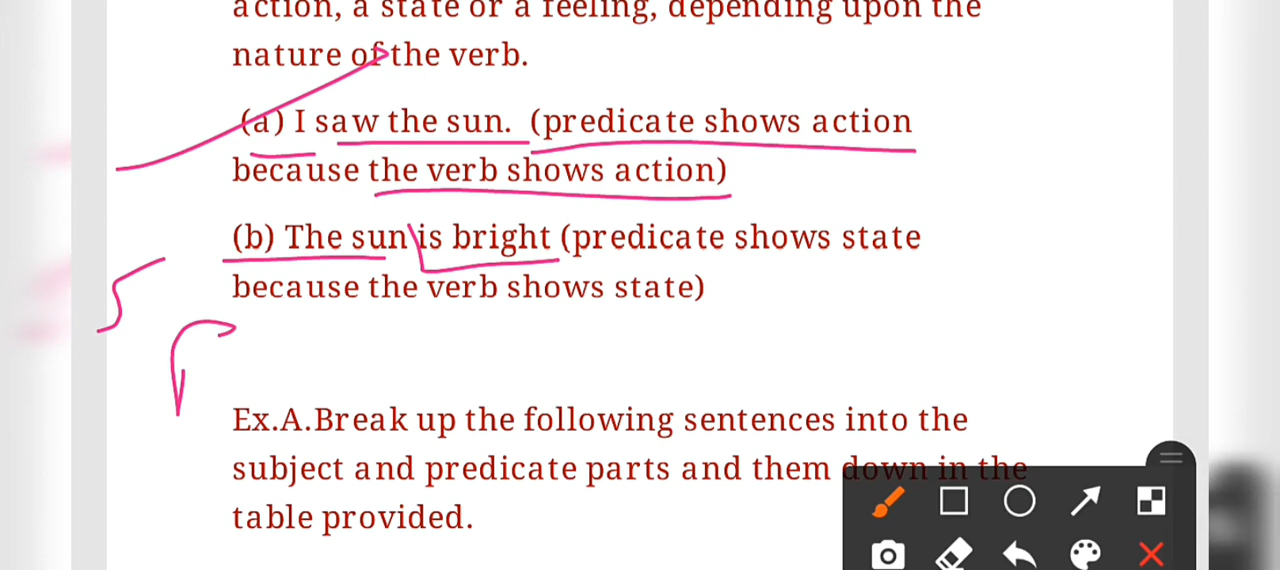 action, a state or a feeling, depending upon the
nature of the verb.
(a) I saw the sun. (predicate shows action
because the verb shows action)
(b) The sun is bright (predicate shows state
because the verb shows state)
Ex.A.Break up the following sentences into the
subject and predicate parts and them down in the
table provided.